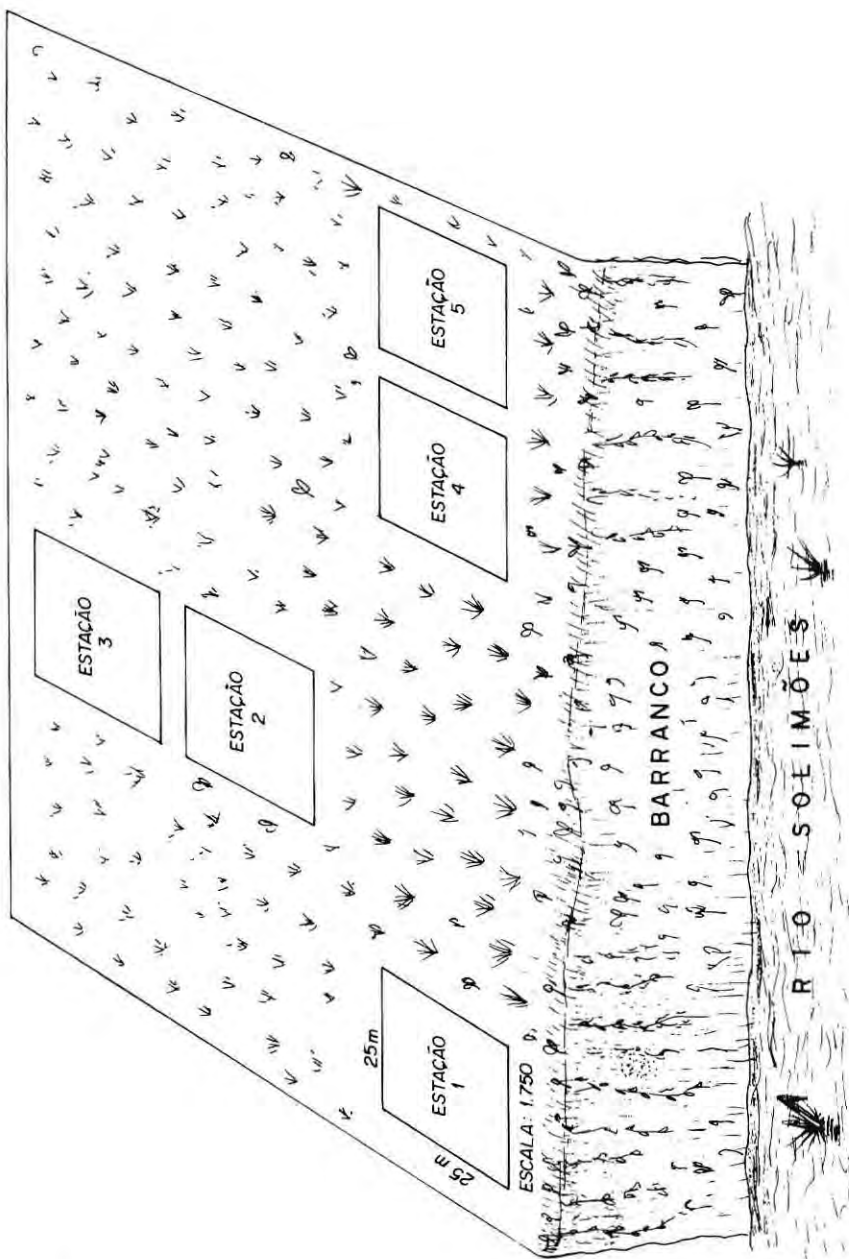 ESTAÇÃO
3
ESTAÇÃO
2
ESTAÇÃO
5
ESTAÇÃO
4
ESTAÇÃO
1
25m
25 m
ESCALA: 1.750
BARRANCO
RIO SOLIMÕES